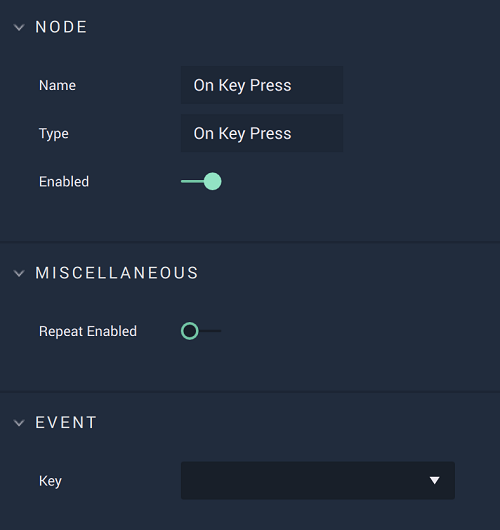 NODE
Name On Key Press
Type On Key Press
Enabled
MISCELLANEOUS
Repeat Enabled
EVENT
Key